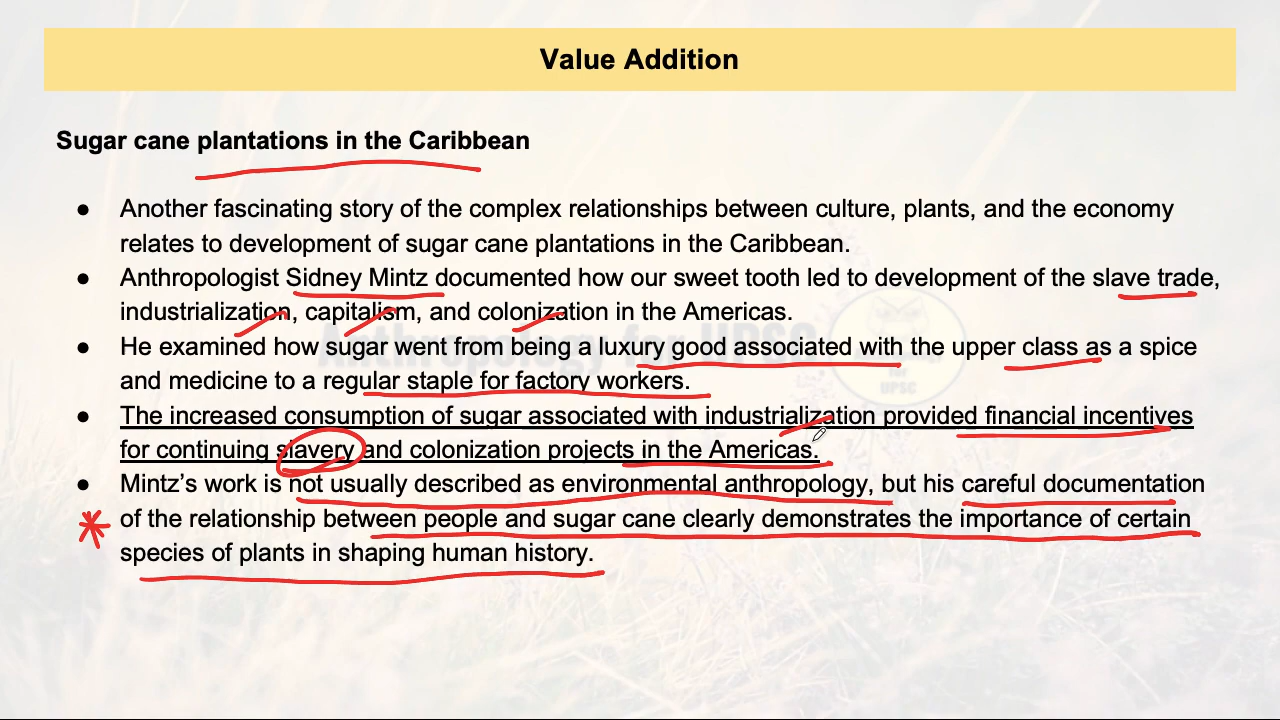 Value Addition
Sugar cane plantations in the Caribbean
● Another fascinating story of the complex relationships between culture, plants, and the economy
relates to development of sugar cane plantations in the Caribbean.
● Anthropologist Sidney Mintz documented how our sweet tooth led to development of the slave trade,
industrialization, capitalism, and colonization in the Americas.
● He examined how sugar went from being a luxury good associated with the upper class as a spice
and medicine to a regular staple for factory workers.
● The increased consumption of sugar associated with industrialization provided financial incentives
for continuing slavery and colonization projects in the Americas.
● Mintz’s work is not usually described as environmental anthropology, but his careful documentation
of the relationship between people and sugar cane clearly demonstrates the importance of certain
species of plants in shaping human history.
Anthropology for UPSC
for
UPSC